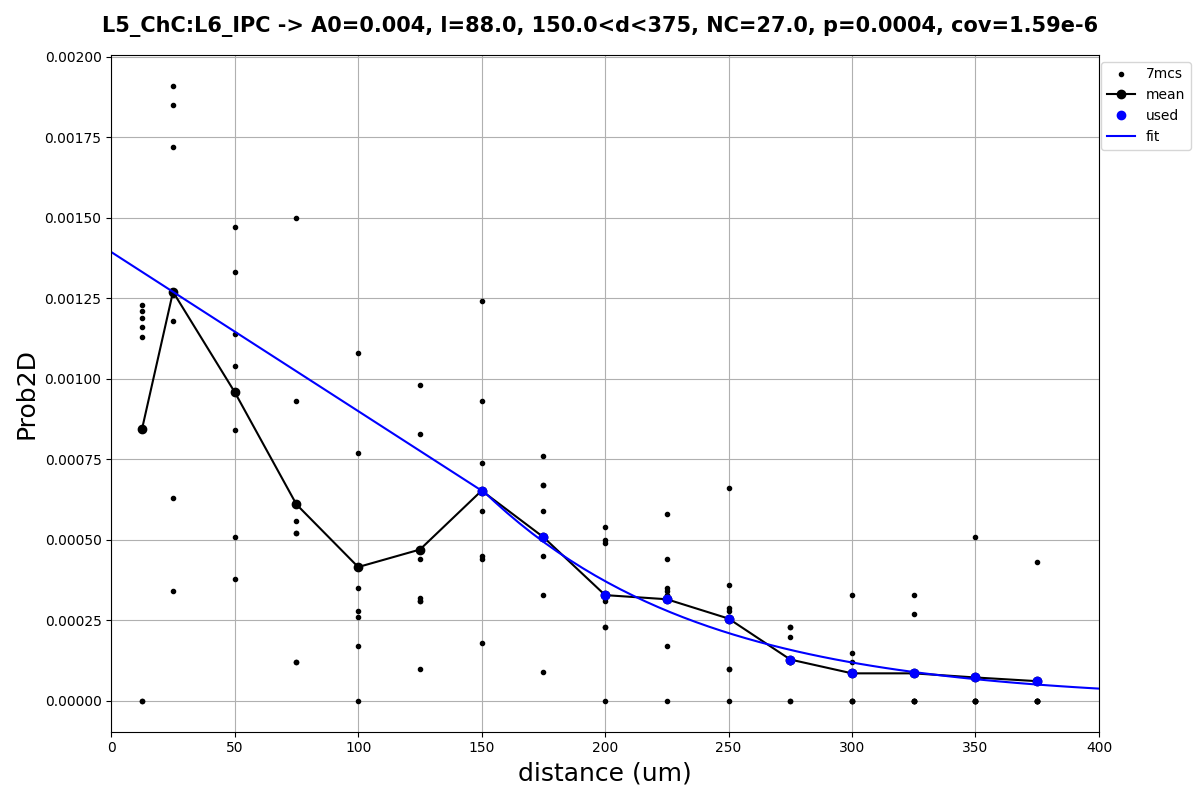 L5_ChC:L6_IPC -> A0=0.004, l=88.0, 150.0<d<375, NC=27.0, p=0.0004, cov=1.59e-6
0.00200
0.00175
0.00150
0.00125
0.00100
0.00075
0.00050
0.00025
0.00000
Prob2D
0 50 100 150 200 250 300 350 400
distance (um)
7mcs
mean
used
fit